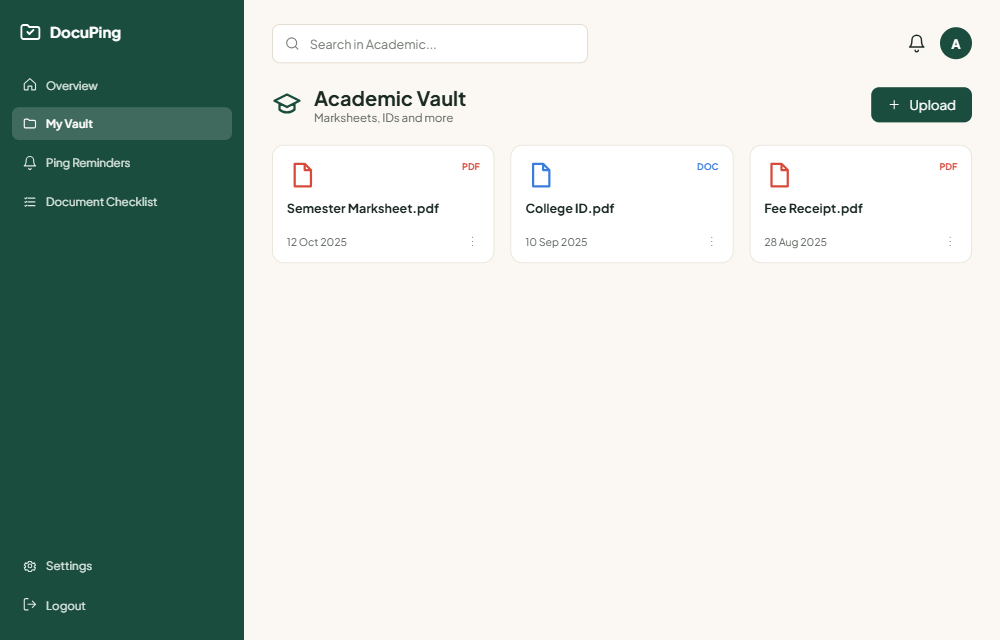 DocuPing
Overview
My Vault
Ping Reminders
Document Checklist
Settings
Logout
Search in Academic...
A
Academic Vault
Marksheets, IDs and more
+ Upload
PDF
Semester Marksheet.pdf
12 Oct 2025
DOC
College ID.pdf
10 Sep 2025
PDF
Fee Receipt.pdf
28 Aug 2025